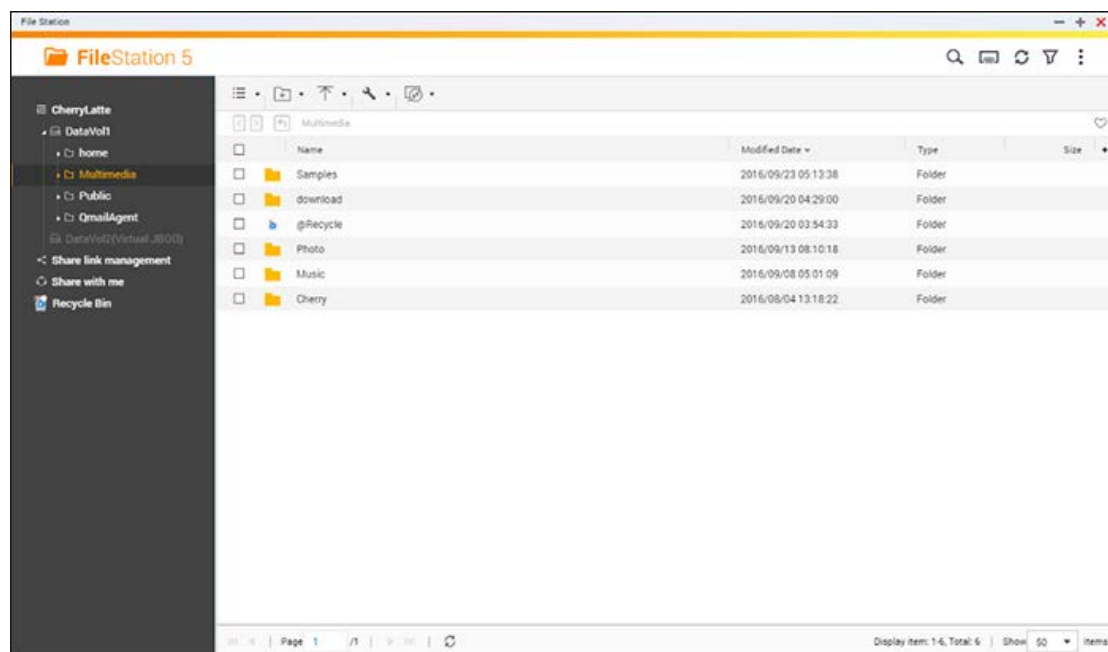 File Station
FileStation 5
CherryLatte
DataVol1
home
Multimedia
Public
QmailAgent
DataVol2(Virtual JBOD)
Share link management
Share with me
Recycle Bin
Multimedia
Name Modified Date Type Size
Samples 2016/09/23 05:13:38 Folder
download 2016/09/20 04:29:00 Folder
@Recycle 2016/09/20 03:54:33 Folder
Photo 2016/09/13 08:10:18 Folder
Music 2016/09/08 05:01:09 Folder
Cherry 2016/08/04 13:18:22 Folder
Page 1 /1 Display item: 1-6, Total: 6 Show 50 Items